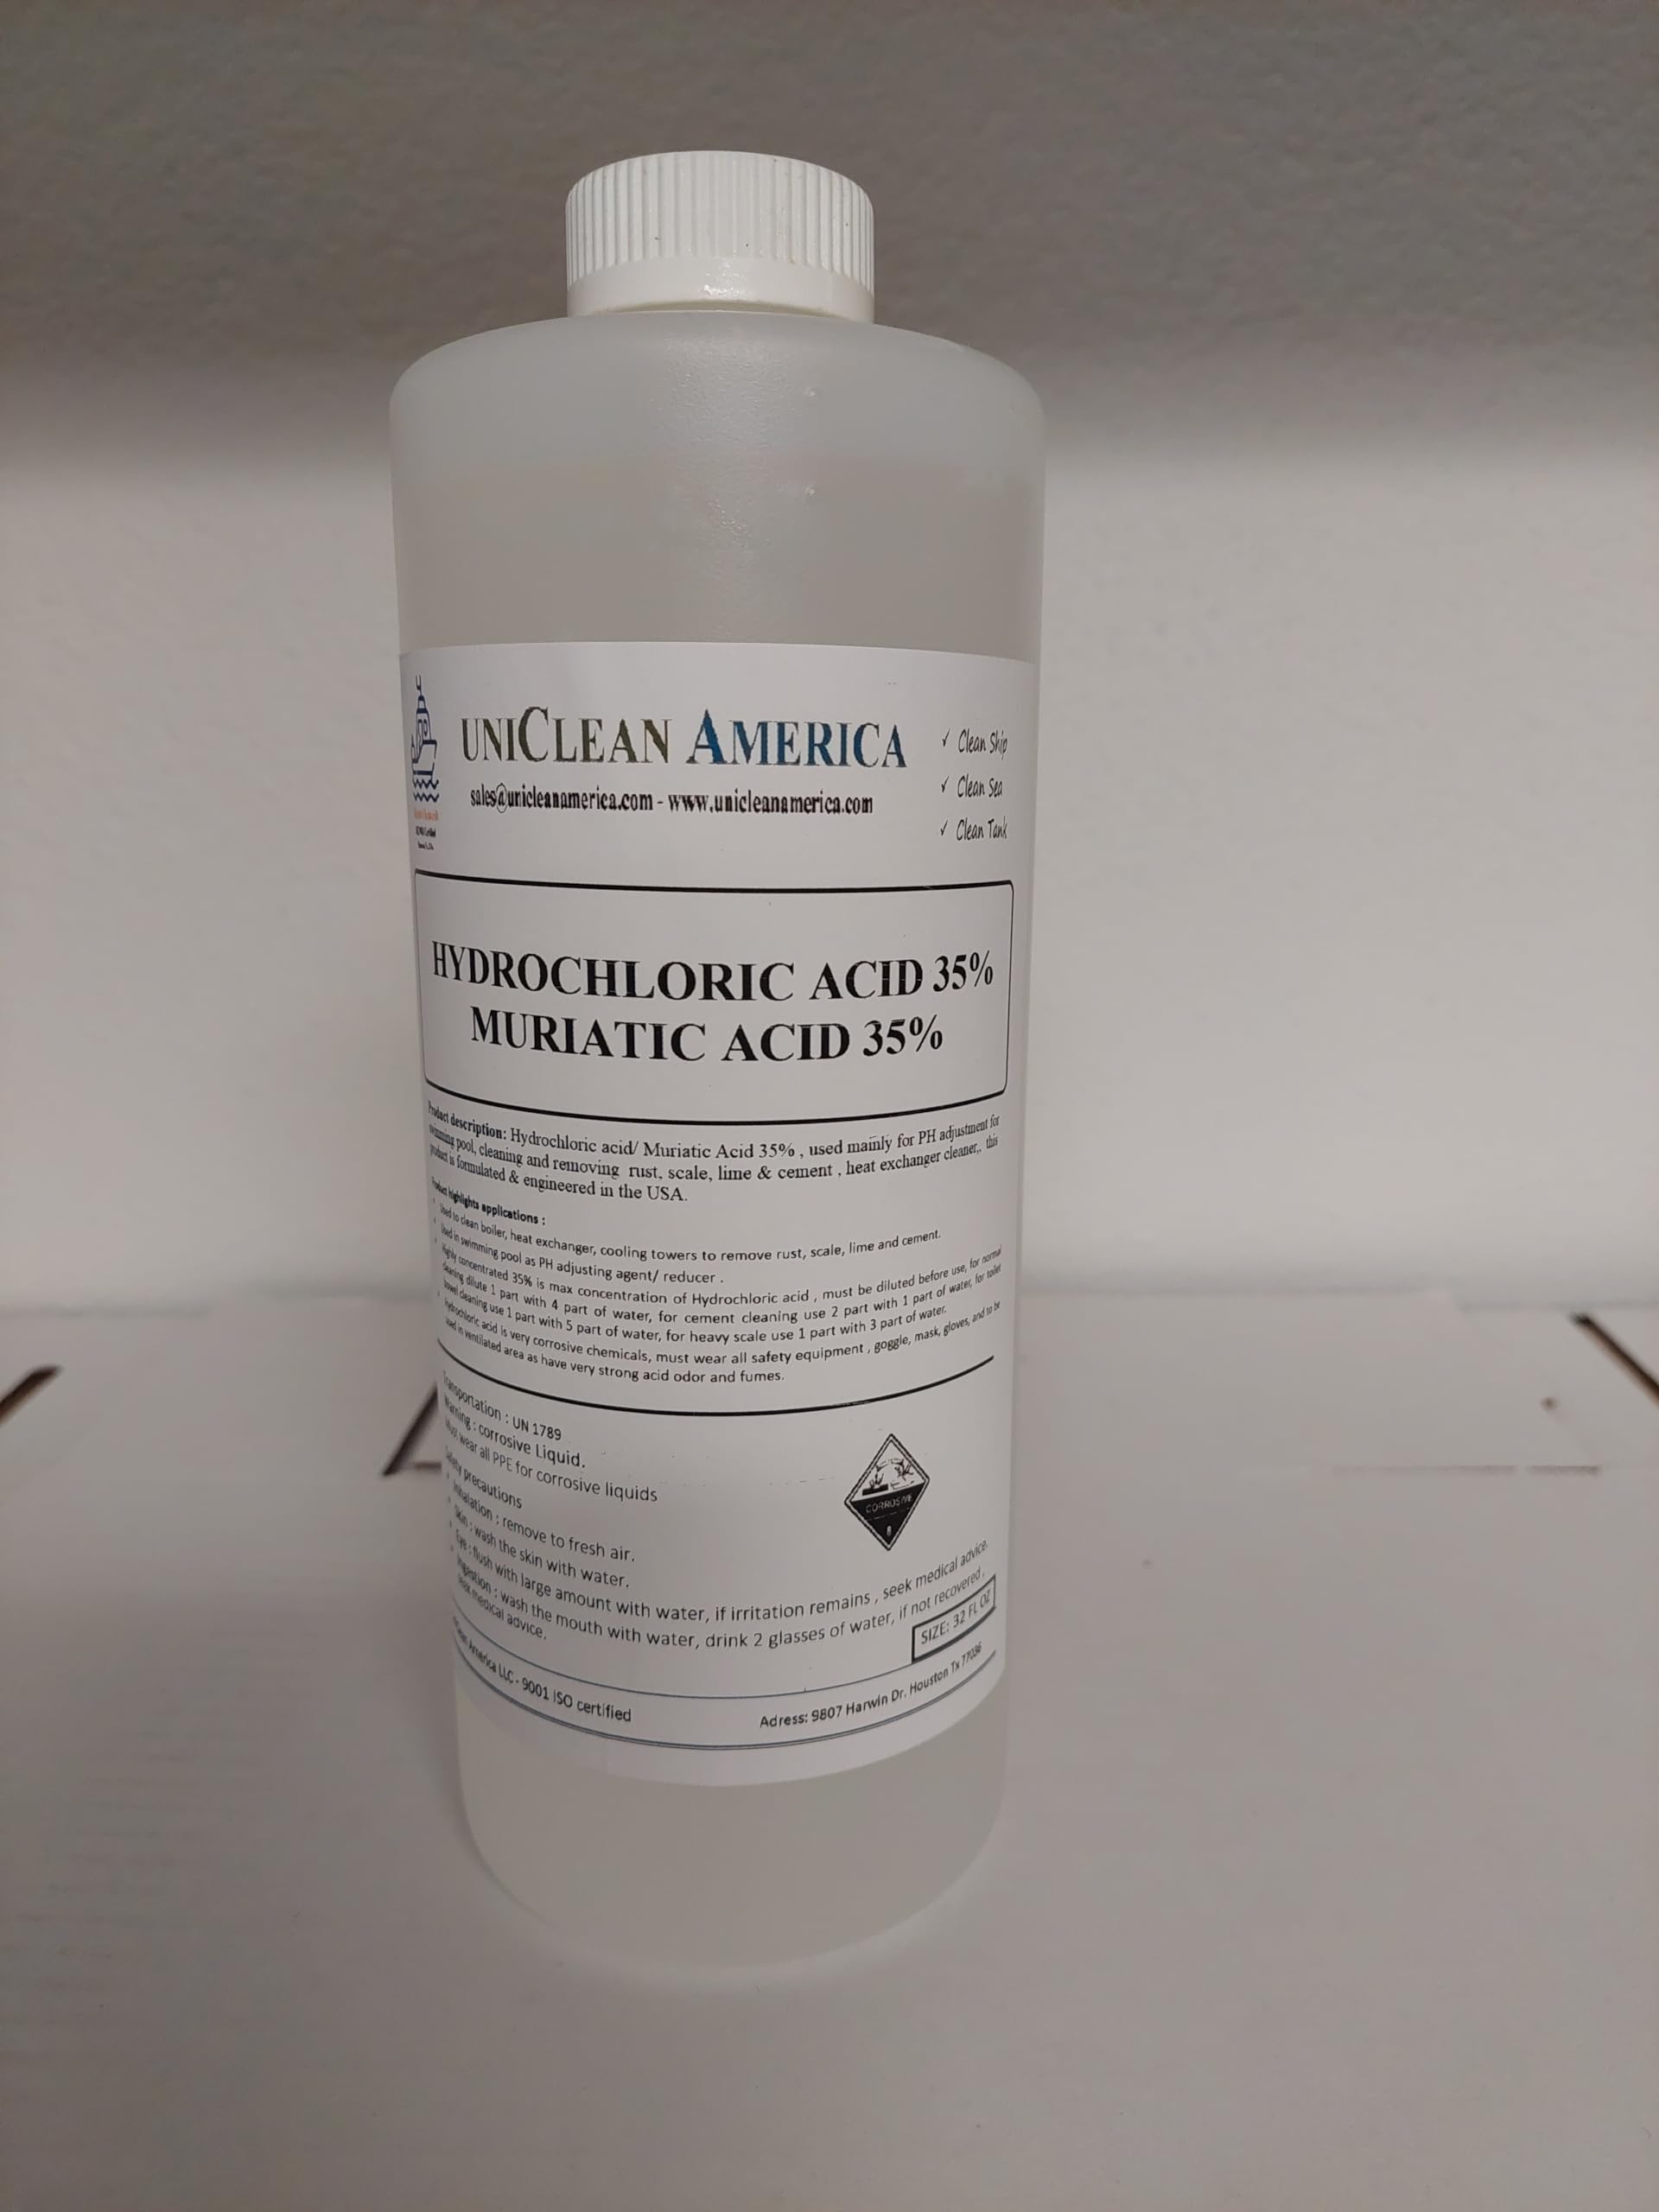 UNICLEAN AMERICA
sales@unicleanamerica.com - www.unicleanamerica.com
✓ Clean Ship
✓ Clean Sea
✓ Clean Tank
HYDROCHLORIC ACID 35%
MURIATIC ACID 35%
Product description: Hydrochloric acid/ Muriatic Acid 35% , used mainly for PH adjustment for
swimming pool, cleaning and removing rust, scale, lime & cement , heat exchanger cleaner,, this
product is formulated & engineered in the USA.
Product highlights applications :
Used to clean boiler, heat exchanger, cooling towers to remove rust, scale, lime and cement.
Used in swimming pool as PH adjusting agent/ reducer .
Highly concentrated 35% is max concentration of Hydrochloric acid , must be diluted before use, for normal
cleaning dilute 1 part with 4 part of water, for cement cleaning use 2 part with 1 part of water, for toilet
bowel cleaning use 1 part with 5 part of water, for heavy scale use 1 part with 3 part of water.
Hydrochloric acid is very corrosive chemicals, must wear all safety equipment , goggle, mask, gloves, and to be
used in ventilated area as have very strong acid odor and fumes.
Transportation : UN 1789
Warning : corrosive Liquid.
Must wear all PPE for corrosive liquids
Safety precautions
Inhalation : remove to fresh air.
Skin : wash the skin with water.
Eye : flush with large amount with water, if irritation remains , seek medical advice.
Ingestion : wash the mouth with water, drink 2 glasses of water, if not recovered,
seek medical advice.
CORROSIVE
8
SIZE: 32 FL OZ
America LLC - 9001 ISO certified
Adress: 9807 Harwin Dr. Houston Tx 77036